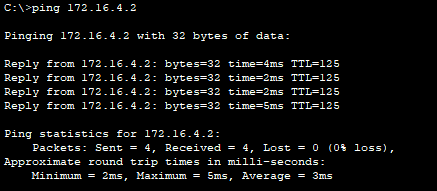 C:\>ping 172.16.4.2
Pinging 172.16.4.2 with 32 bytes of data:
Reply from 172.16.4.2: bytes=32 time=4ms TTL=125
Reply from 172.16.4.2: bytes=32 time=2ms TTL=125
Reply from 172.16.4.2: bytes=32 time=2ms TTL=125
Reply from 172.16.4.2: bytes=32 time=5ms TTL=125
Ping statistics for 172.16.4.2:
    Packets: Sent = 4, Received = 4, Lost = 0 (0% loss),
Approximate round trip times in milli-seconds:
    Minimum = 2ms, Maximum = 5ms, Average = 3ms